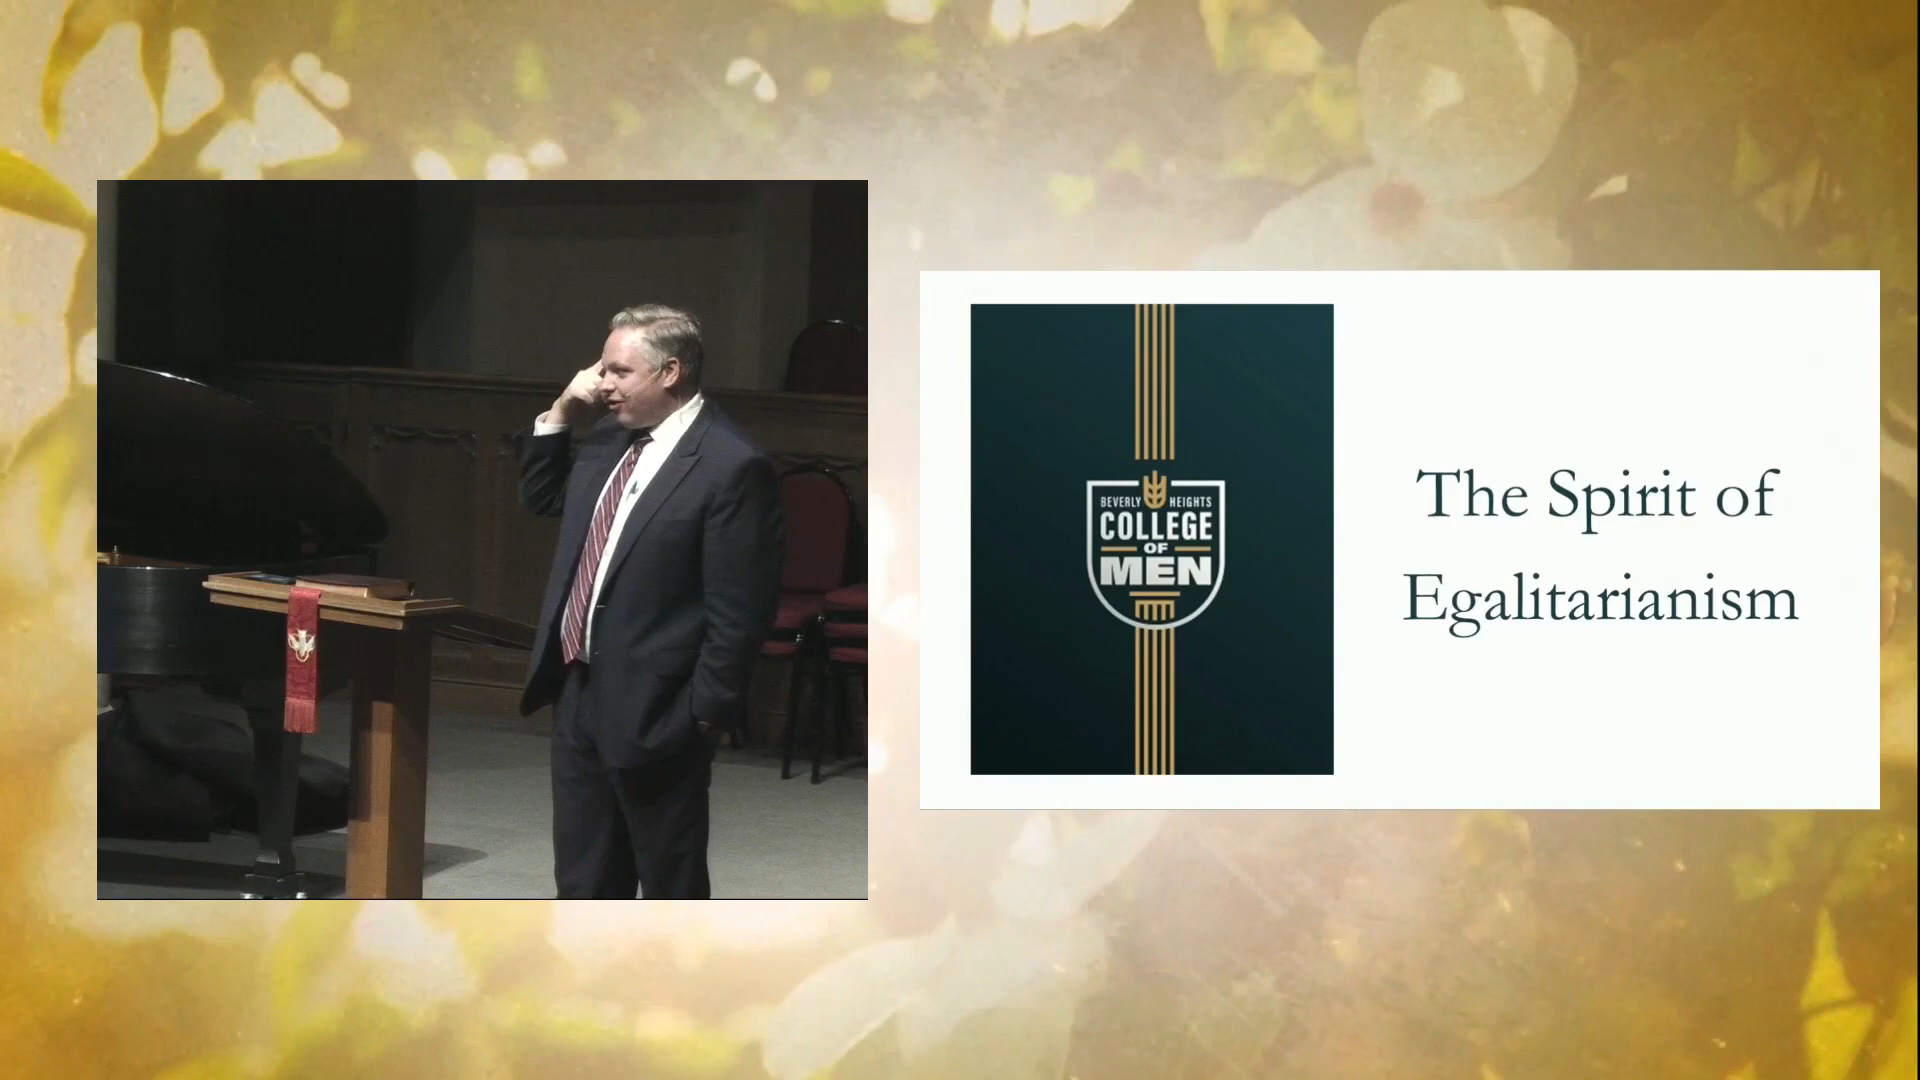 BEVERLY HEIGHTS
COLLEGE
OF
MEN
The Spirit of
Egalitarianism